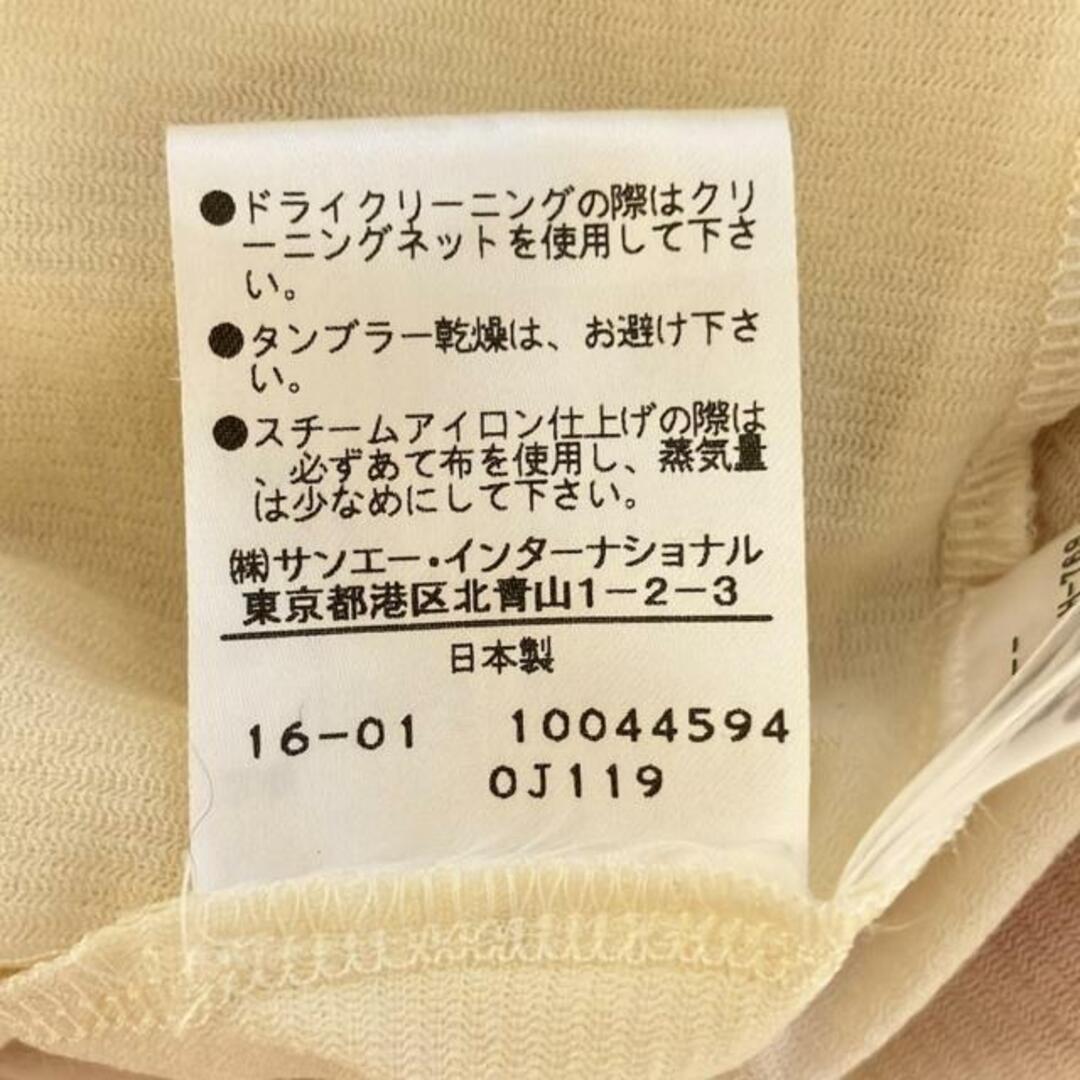 ●ドライクリーニングの際はクリ
ーニングネットを使用して下さ
い。
●タンブラー乾燥は、お避け下さ
い。
●スチームアイロン仕上げの際は
、必ずあて布を使用し、蒸気量
は少なめにして下さい。
㈱サンエー・インターナショナル
東京都港区北青山1-2-3
日本製
16-01 10044594
0J119